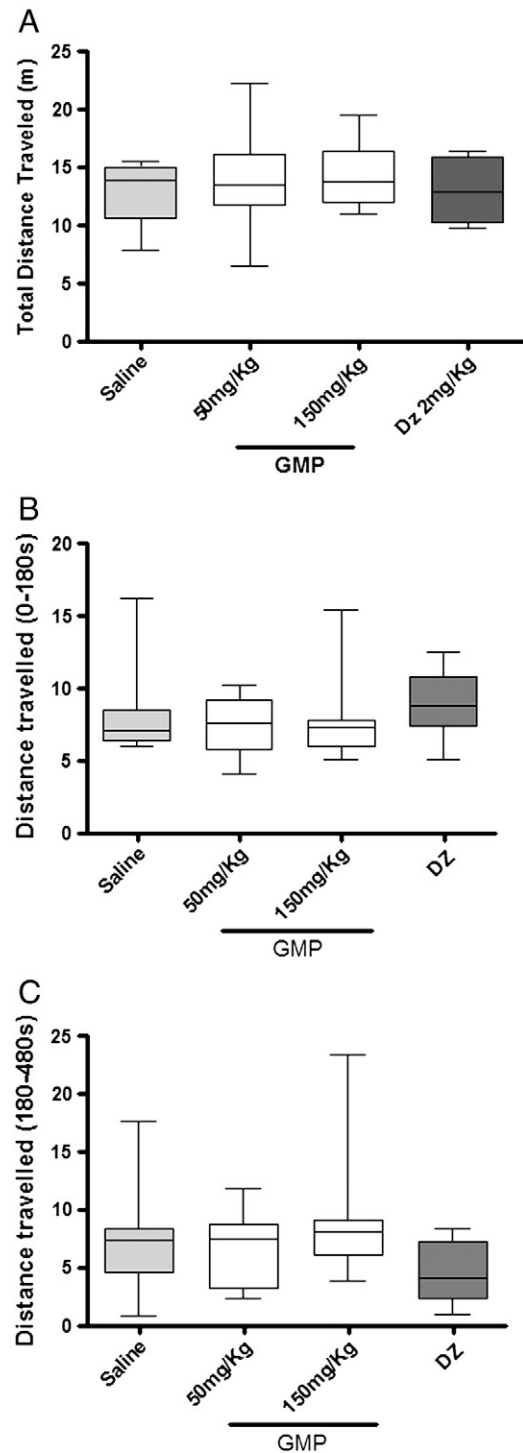 A
Total Distance Traveled (m)
25
20
15
10
5
0
Saline
50mg/Kg
150mg/Kg
Dz 2mg/Kg
GMP
B
Distance travelled (0-180s)
20
15
10
5
0
Saline
50mg/Kg
150mg/Kg
DZ
GMP
C
Distance travelled (180-480s)
25
20
15
10
5
0
Saline
50mg/Kg
150mg/Kg
DZ
GMP